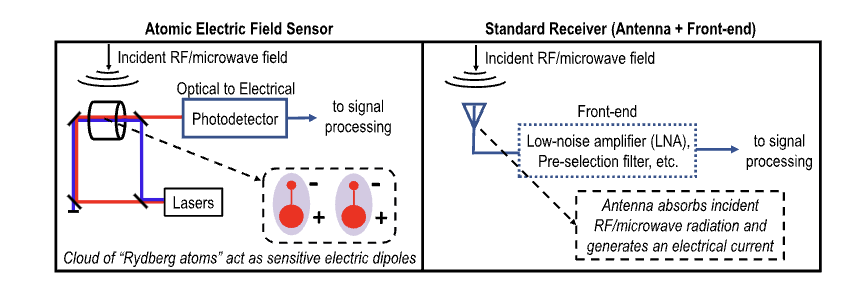 Atomic Electric Field Sensor
Incident RF/microwave field
Optical to Electrical
Photodetector
to signal
processing
Lasers
-
-
+
+
Cloud of “Rydberg atoms” act as sensitive electric dipoles
Standard Receiver (Antenna + Front-end)
Incident RF/microwave field
Front-end
Low-noise amplifier (LNA),
Pre-selection filter, etc.
to signal
processing
Antenna absorbs incident
RF/microwave radiation and
generates an electrical current